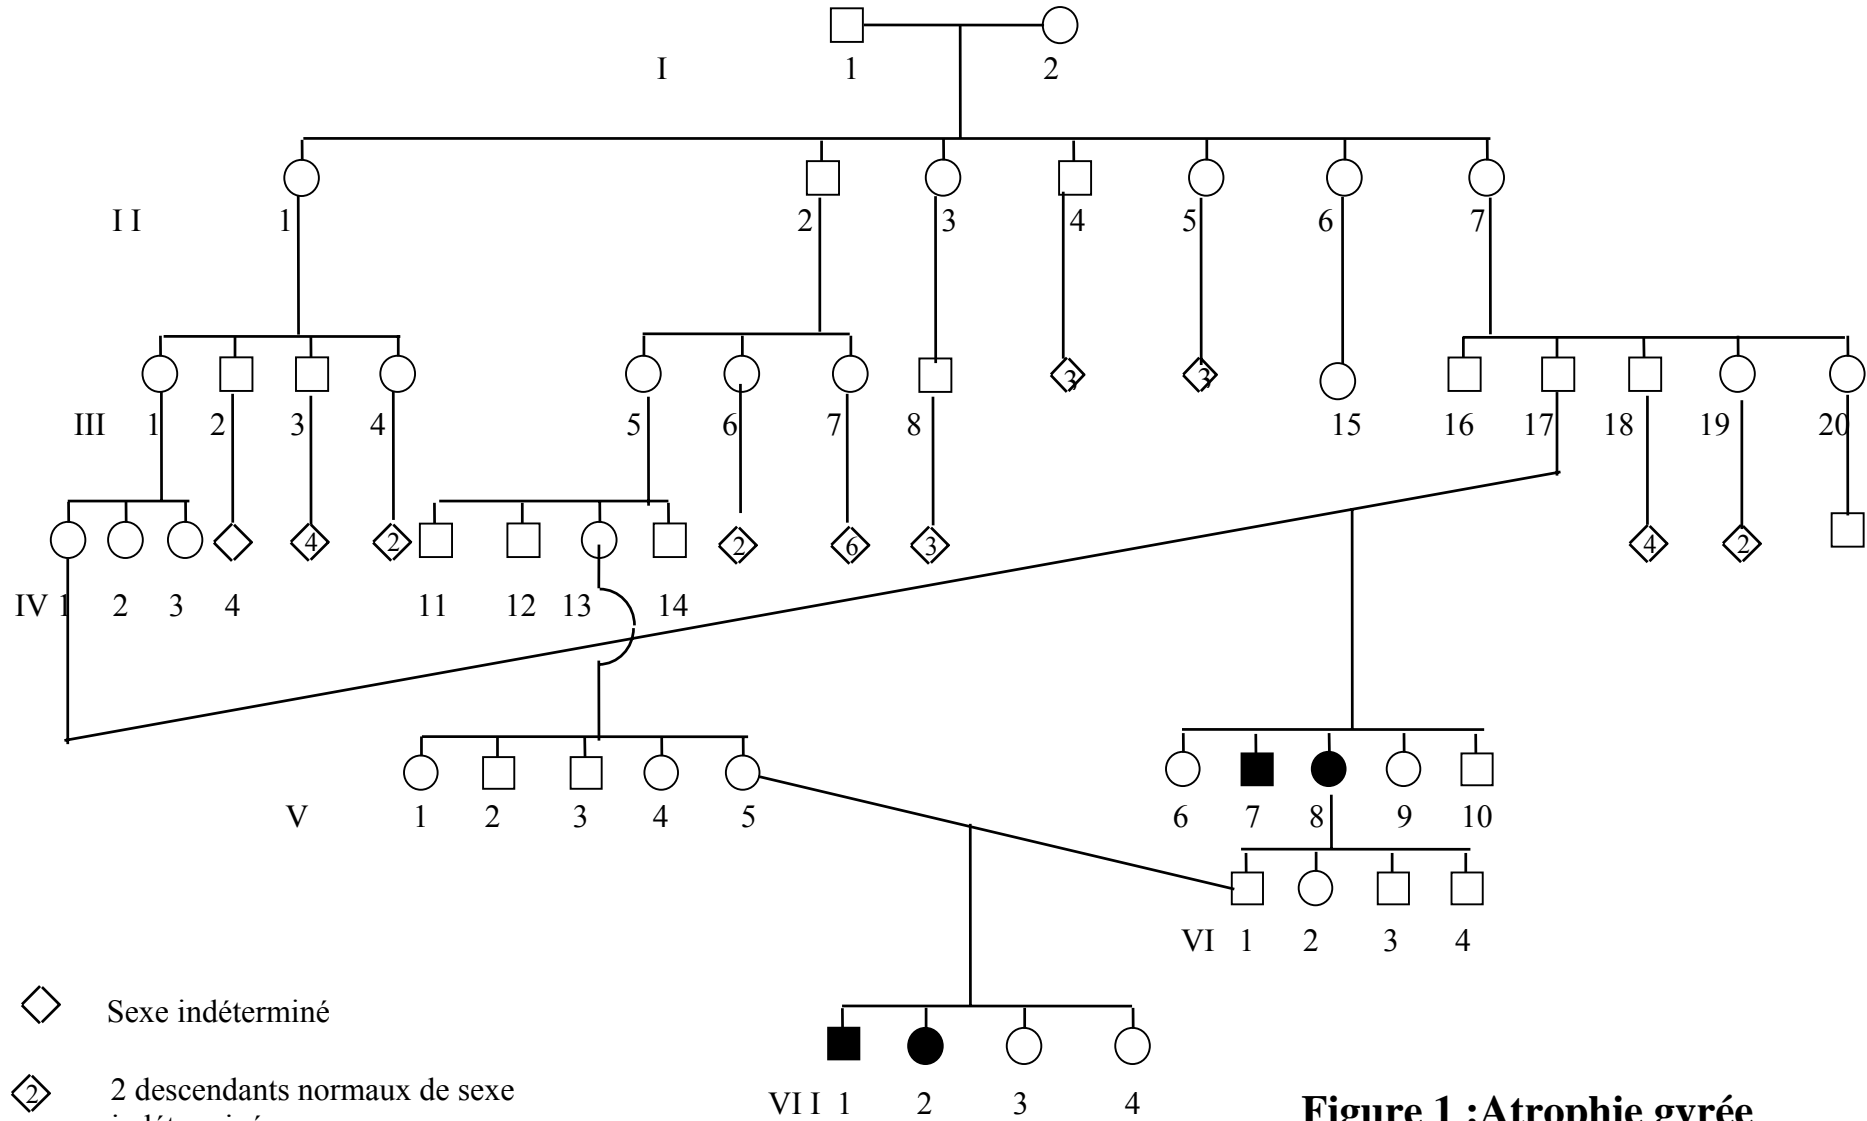 1 2
I
I I 1 2 3 4 5 6 7
3 3
III 1 2 3 4 5 6 7 8 15 16 17 18 19 20
4 2 2 6 3 4 2
IV 1 2 3 4 11 12 13 14
V 1 2 3 4 5 6 7 8 9 10
VI 1 2 3 4
Sexe indéterminé
2 2 descendants normaux de sexe
VI I 1 2 3 4
Figure 1 :Atrophie gyrée